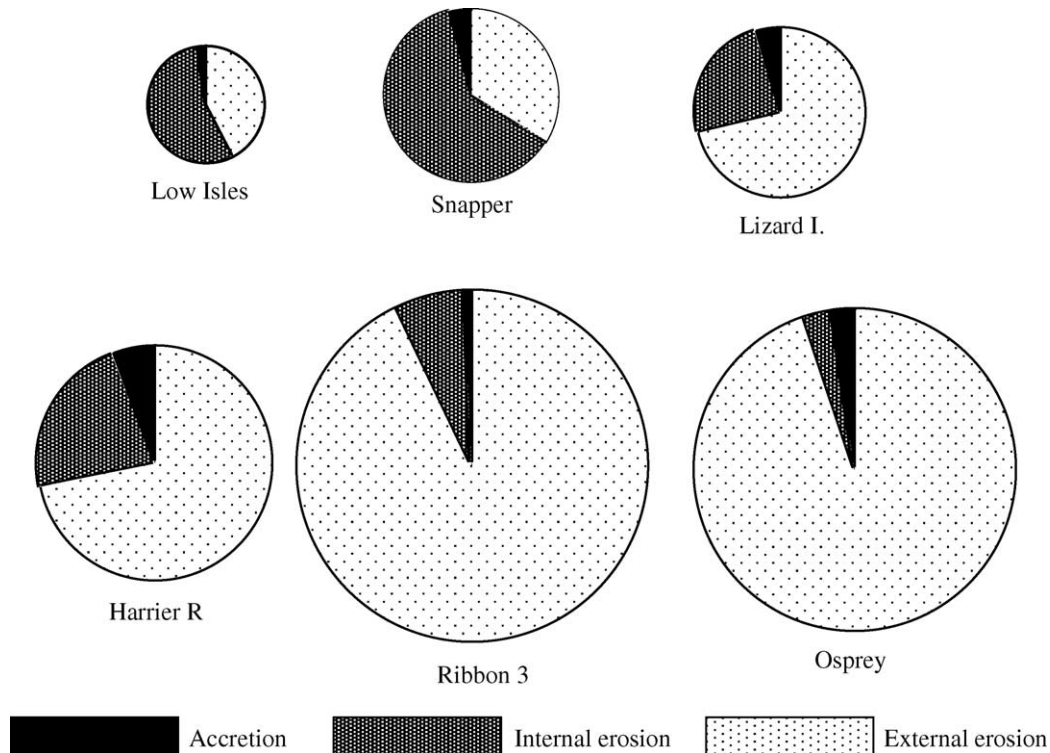 Low Isles
Snapper
Lizard I.
Harrier R
Ribbon 3
Osprey
Accretion
Internal erosion
External erosion